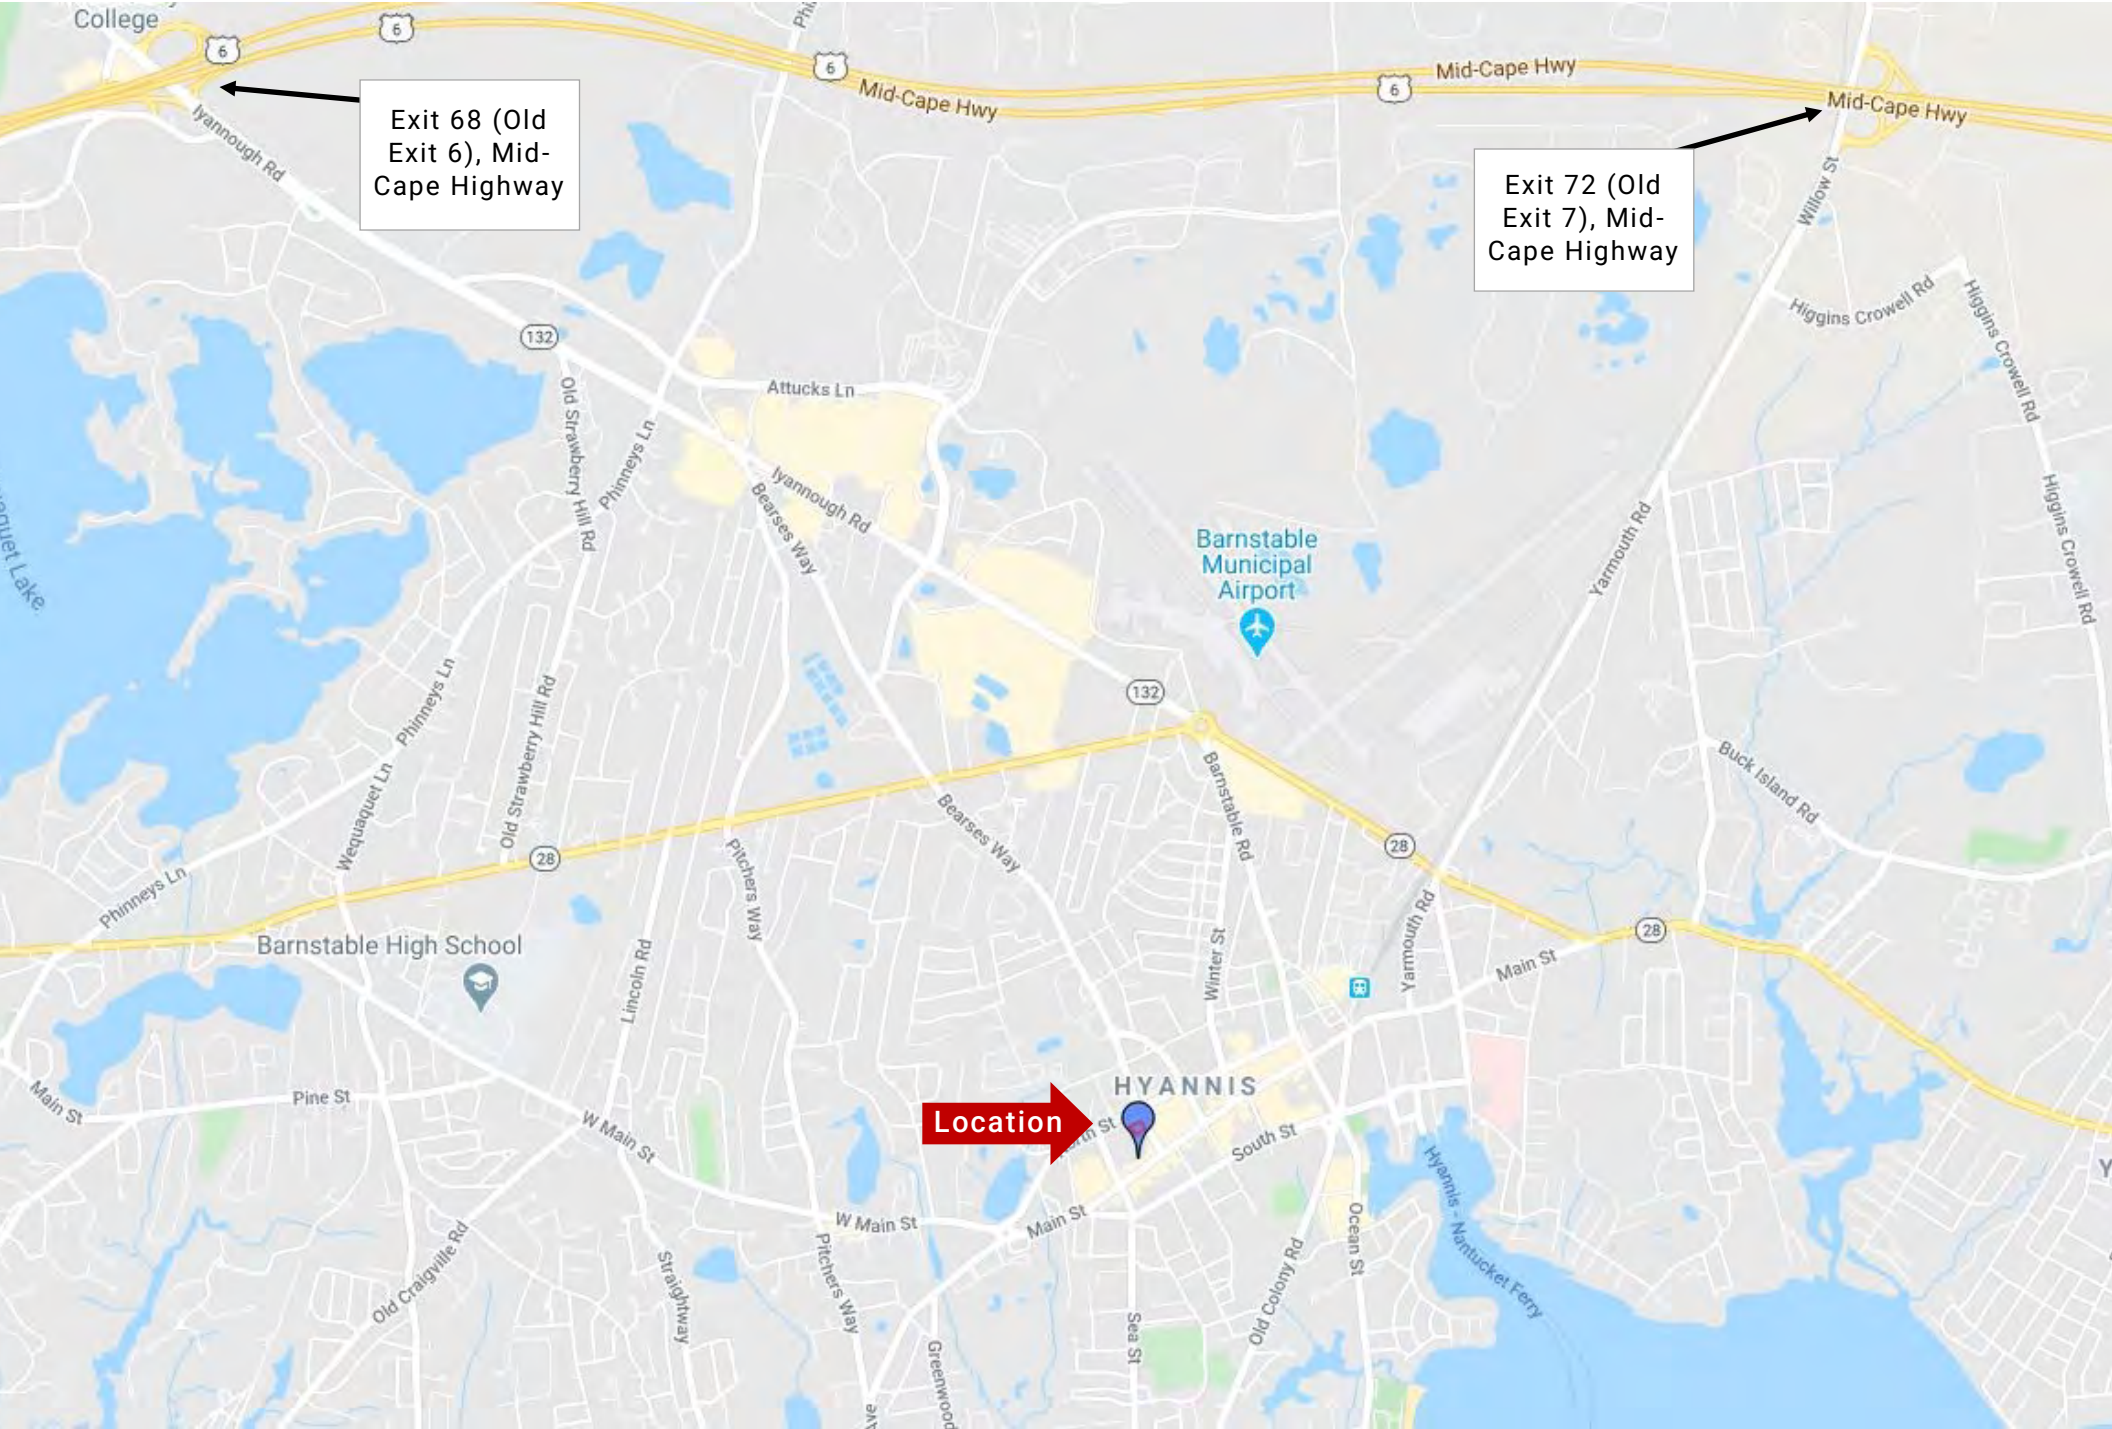 College
6
6
6
6
Mid-Cape Hwy
Mid-Cape Hwy
Mid-Cape Hwy
Exit 68 (Old
Exit 6), Mid-
Cape Highway
Exit 72 (Old
Exit 7), Mid-
Cape Highway
Iyannough Rd
Willow St
Higgins Crowell Rd
Higgins Crowell Rd
Higgins Crowell Rd
132
Attucks Ln
Old Strawberry Hill Rd
Phinneys Ln
Iyannough Rd
Bearses Way
Barnstable
Municipal
Airport
Yarmouth Rd
Lake
Phinneys Ln
Old Strawberry Hill Rd
132
Wequaquet Ln
Barnstable Rd
Buck Island Rd
Bearses Way
28
28
Pitchers Way
Phinneys Ln
Barnstable High School
Lincoln Rd
Winter St
Yarmouth Rd
28
Main St
Main St
Pine St
W Main St
HYANNIS
Location
St
South St
Hyannis - Nantucket Ferry
W Main St
Main St
Old Craigville Rd
Straightway
Pitchers Way
Sea St
Old Colony Rd
Ocean St
Greenwood
Y